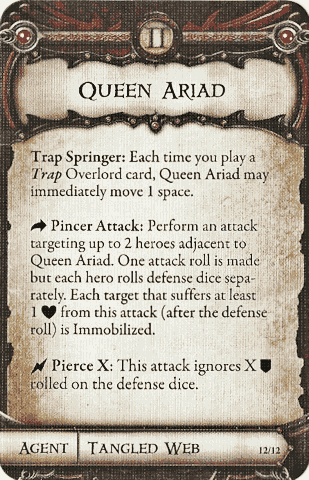 II
Queen Ariad
Trap Springer: Each time you play a
Trap Overlord card, Queen Ariad may
immediately move 1 space.
Pincer Attack: Perform an attack
targeting up to 2 heroes adjacent to
Queen Ariad. One attack roll is made
but each hero rolls defense dice sepa-
rately. Each target that suffers at least
1 ♥ from this attack (after the defense
roll) is Immobilized.
Pierce X: This attack ignores X
rolled on the defense dice.
Agent Tangled Web 12/12